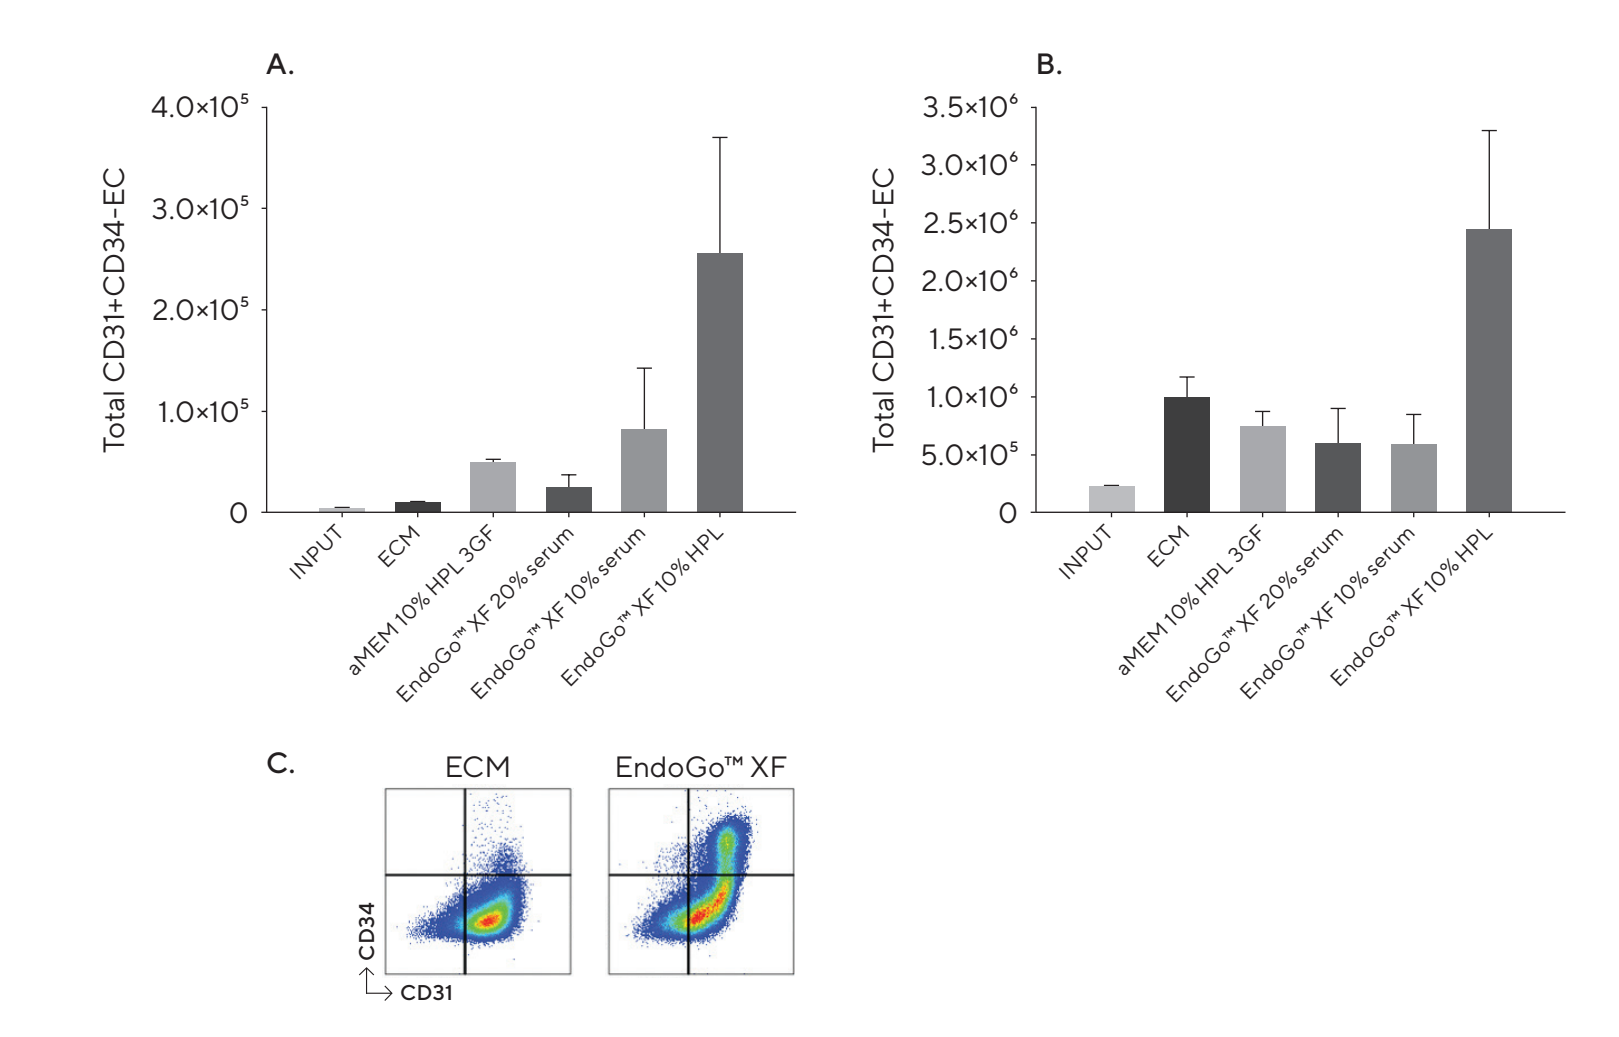 A.
Total CD31+CD34-EC
4.0×10⁵
3.0×10⁵
2.0×10⁵
1.0×10⁵
0
INPUT
ECM
aMEM 10% HPL 3GF
EndoGo™ XF 20% serum
EndoGo™ XF 10% serum
EndoGo™ XF 10% HPL
B.
Total CD31+CD34-EC
3.5×10⁶
3.0×10⁶
2.5×10⁶
2.0×10⁶
1.5×10⁶
1.0×10⁶
5.0×10⁵
0
INPUT
ECM
aMEM 10% HPL 3GF
EndoGo™ XF 20% serum
EndoGo™ XF 10% serum
EndoGo™ XF 10% HPL
C.
ECM
EndoGo™ XF
CD34
CD31